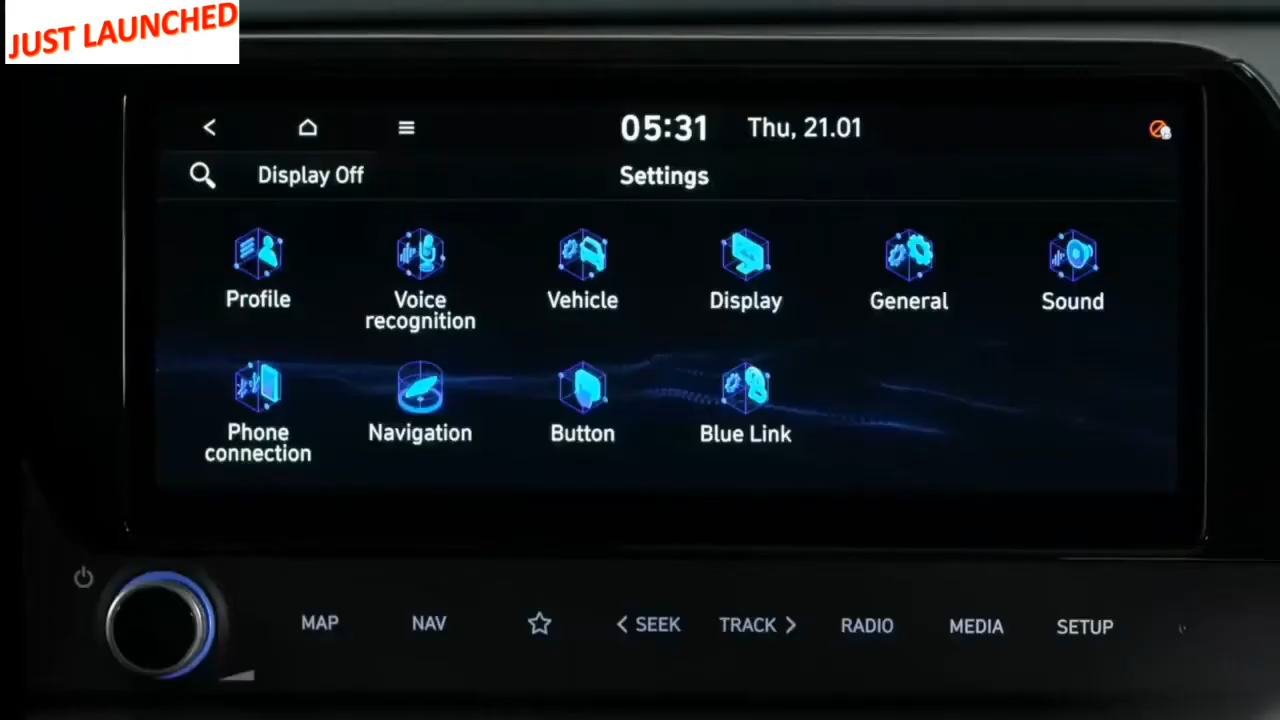 JUST LAUNCHED
05:31 Thu, 21.01
Display Off Settings
Profile
Voice
recognition
Vehicle
Display
General
Sound
Phone
connection
Navigation
Button
Blue Link
MAP NAV SEEK TRACK RADIO MEDIA SETUP